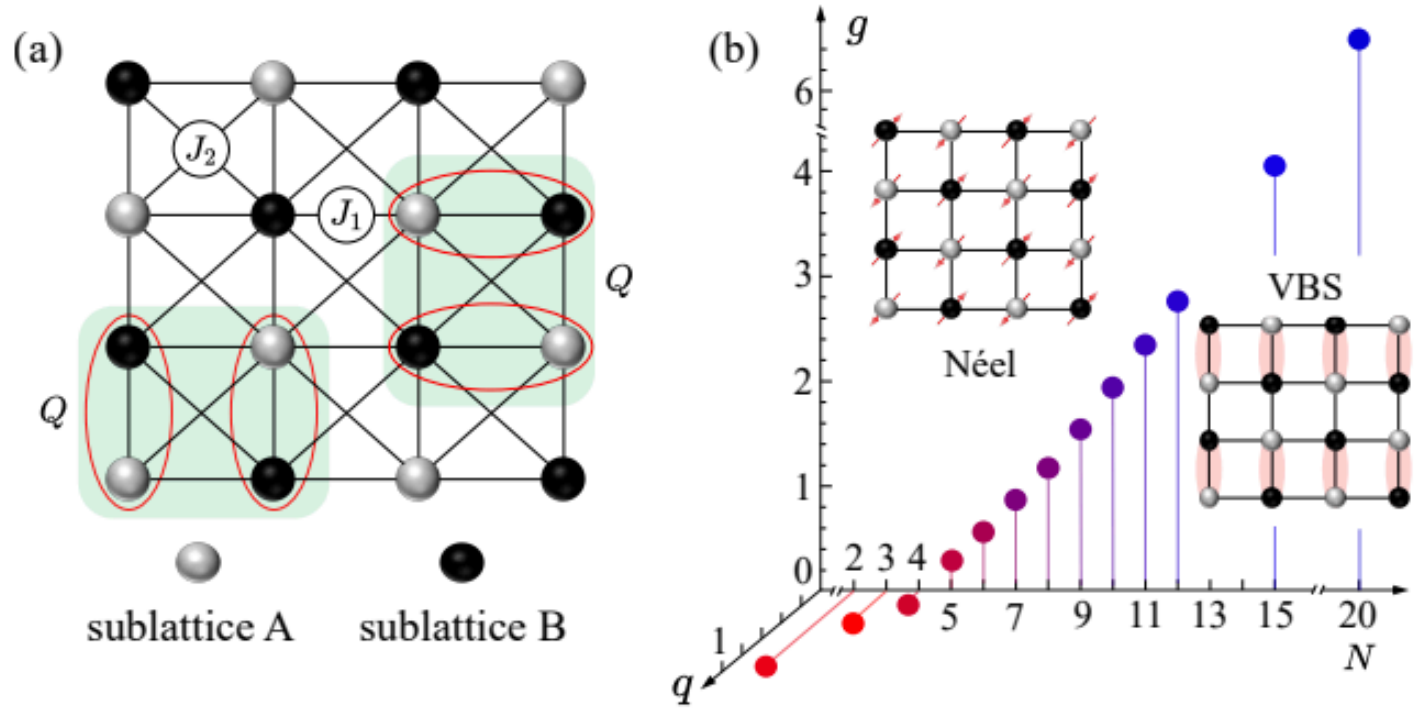 (a)
J₂
J₁
Q
Q
sublattice A
sublattice B
(b)
g
6
4
3
2
1
0
Néel
VBS
2 3 4
5 7 9 11 13 15 20
N
1
q